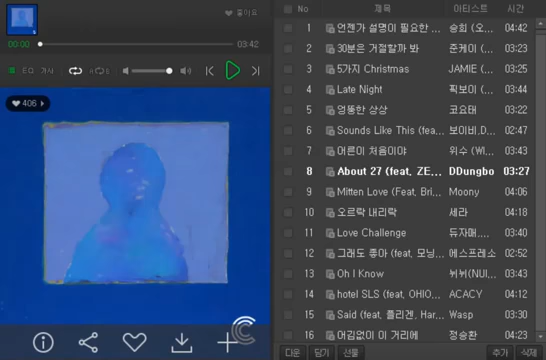 좋아요
00:00 03:42
EQ 가사
406
No 제목 아티스트 시간
1 언젠가 설명이 필요한 ... 승희 (오... 04:42
2 30분은 거절할까 봐 준케이 (... 03:23
3 5가지 Christmas JAMIE (... 03:25
4 Late Night 픽보이 (... 03:44
5 엉뚱한 상상 코요태 03:22
6 Sounds Like This (fea... 보이비,D... 02:47
7 어른이 처음이야 위수 (WI... 03:43
8 About 27 (feat, ZE... DDungbo 03:27
9 Mitten Love (Feat, Bri... Moony 04:06
10 오르락 내리락 세라 04:18
11 Love Challenge 듀자매,... 03:40
12 그래도 좋아 (feat, 모닝... 에스프레소 02:52
13 Oh I Know 뉘뉘(NUI... 03:43
14 hotel SLS (feat, OHIO... ACACY 04:12
15 Said (feat, 플리겐, Har... Wasp 03:30
16 어김없이 이 거리에 정승환 04:23
다운 담기 선물 추가 삭제